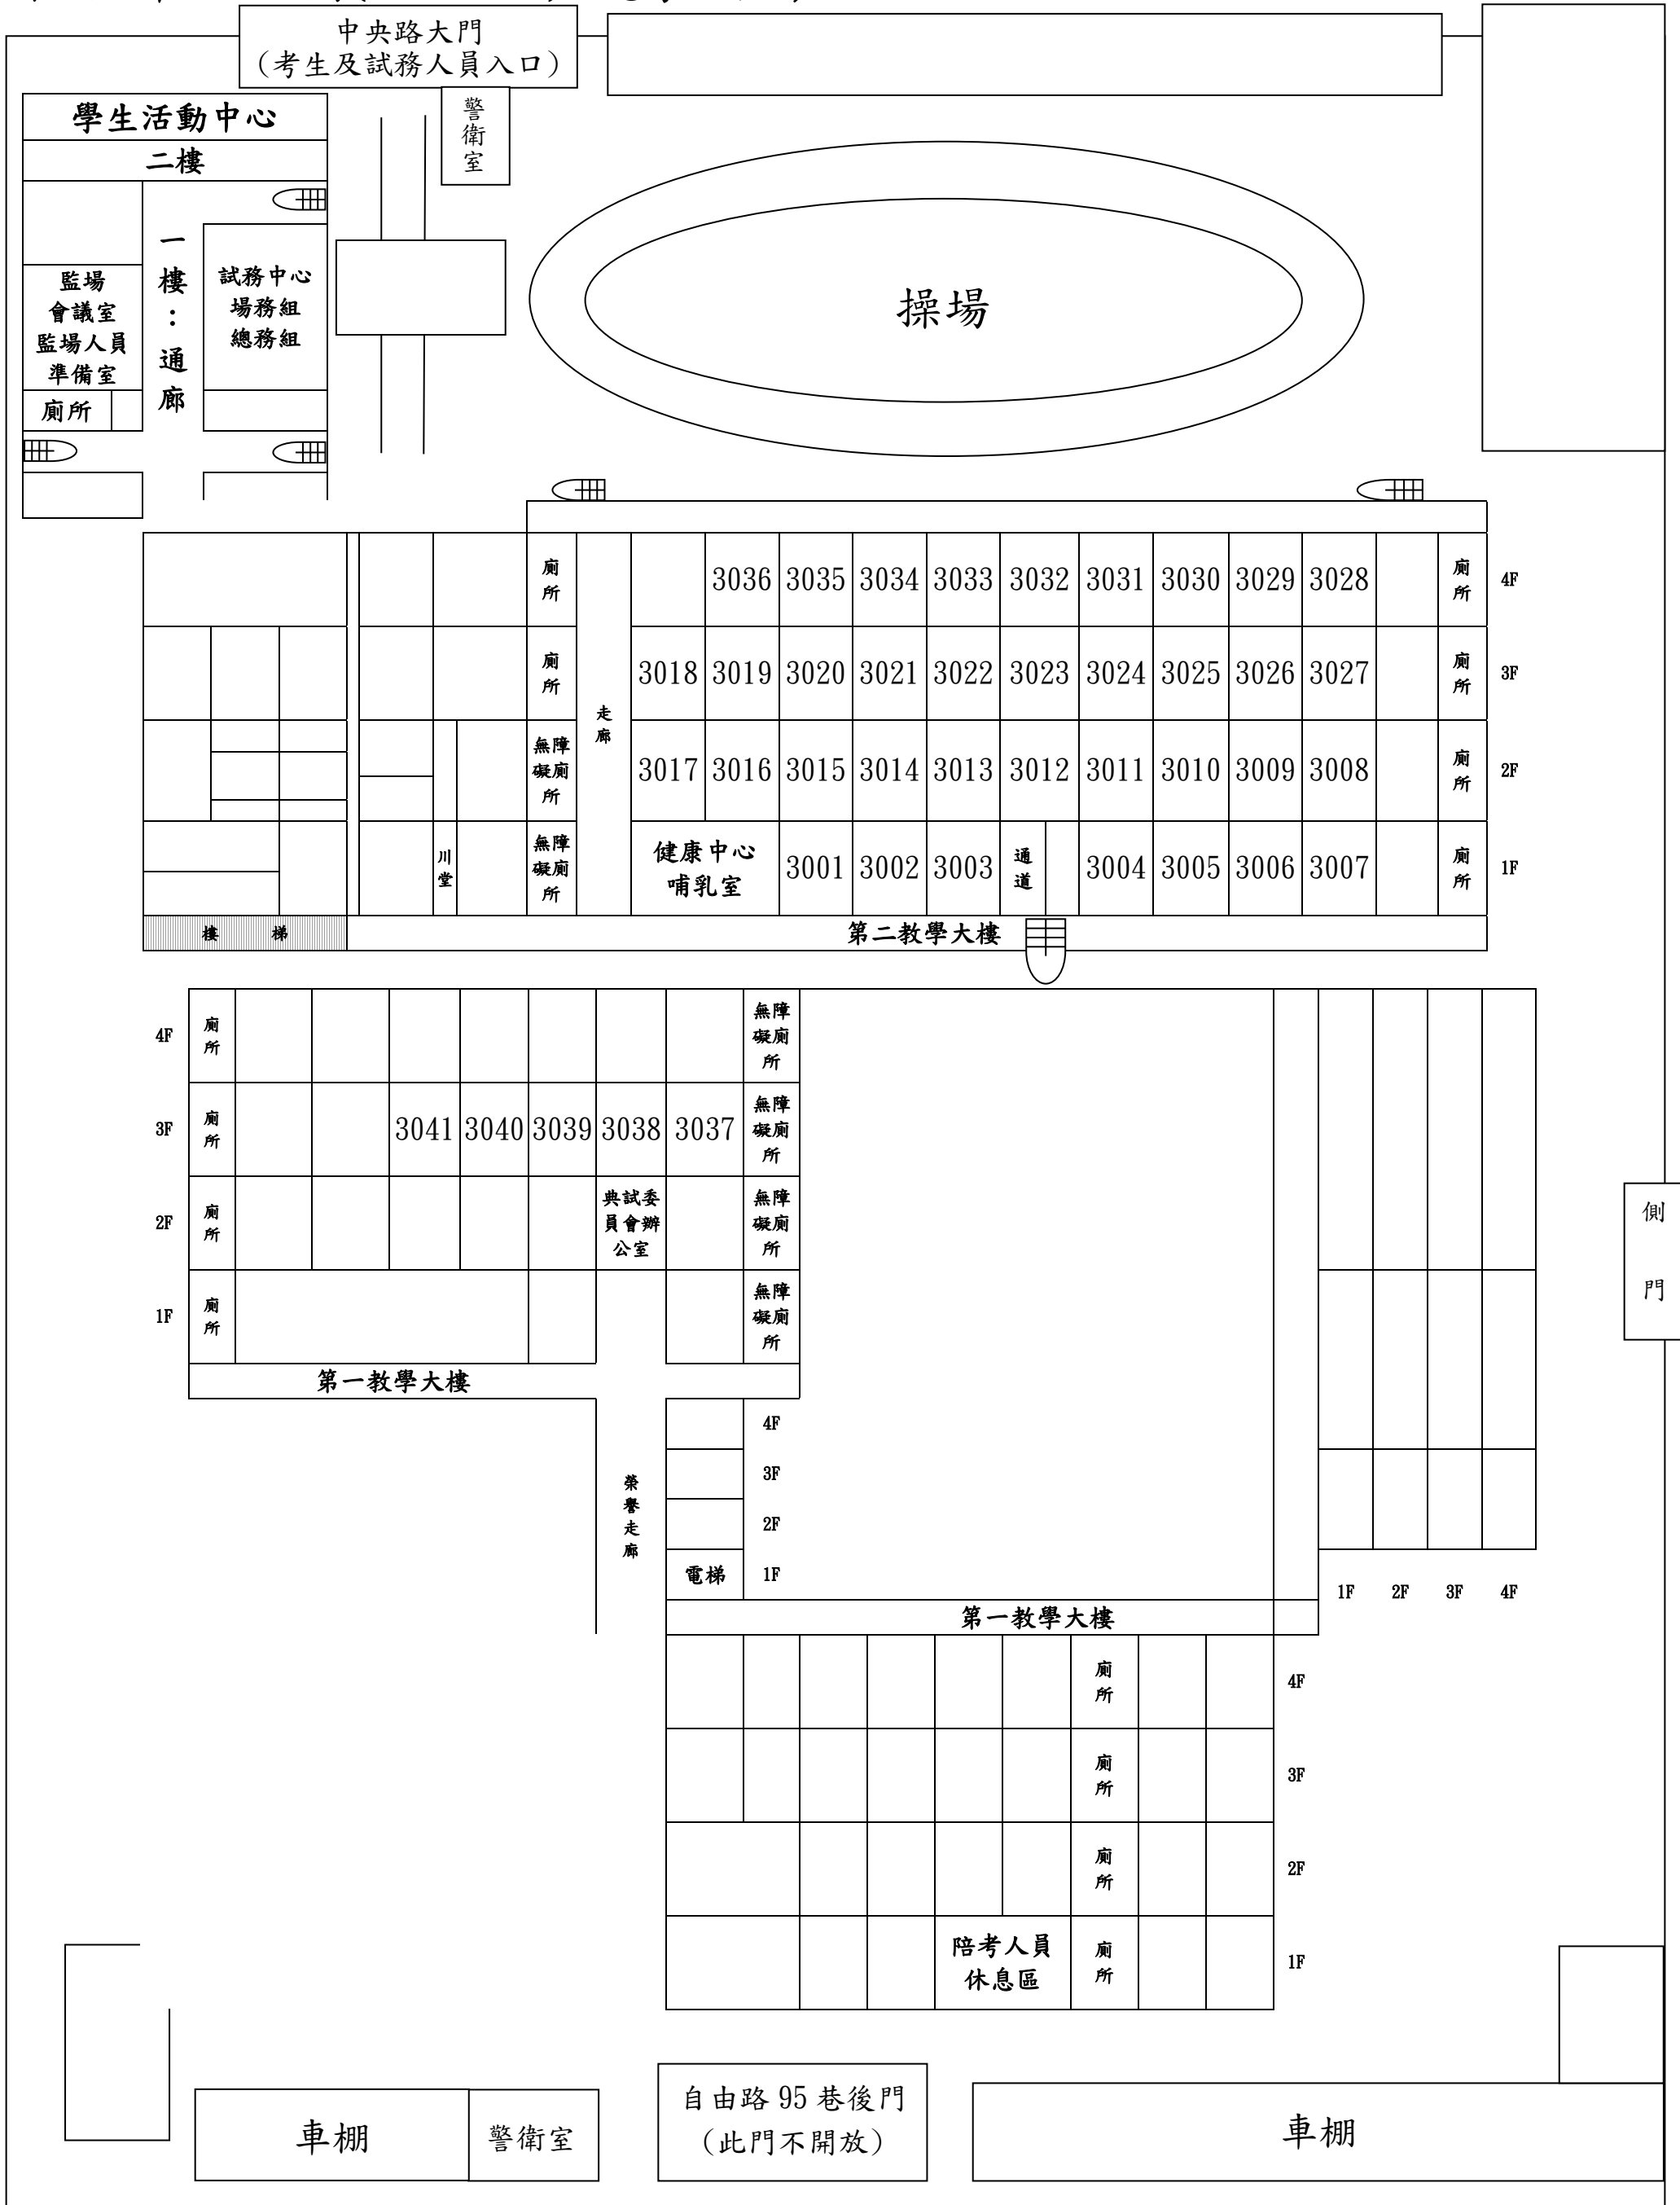 中央路大門
（考生及試務人員入口）
警衛室
學生活動中心
二樓
一樓：通廊
監場
會議室
監場人員
準備室
試務中心
場務組
總務組
廁所
操場
廁所
3036 3035 3034 3033 3032 3031 3030 3029 3028
廁所
4F
廁所
3018 3019 3020 3021 3022 3023 3024 3025 3026 3027
廁所
3F
走廊
無障
礙廁
所
3017 3016 3015 3014 3013 3012 3011 3010 3009 3008
廁所
2F
川堂
無障
礙廁
所
健康中心
哺乳室
3001 3002 3003
通道
3004 3005 3006 3007
廁所
1F
樓 梯
第二教學大樓
4F
廁所
無障
礙廁
所
3F
廁所
3041 3040 3039 3038 3037
無障
礙廁
所
2F
廁所
典試委
員會辦
公室
無障
礙廁
所
1F
廁所
無障
礙廁
所
側門
第一教學大樓
4F
3F
榮譽走廊
2F
電梯
1F
1F 2F 3F 4F
第一教學大樓
廁所
4F
廁所
3F
廁所
2F
陪考人員
休息區
廁所
1F
車棚
警衛室
自由路 95 巷後門
（此門不開放）
車棚